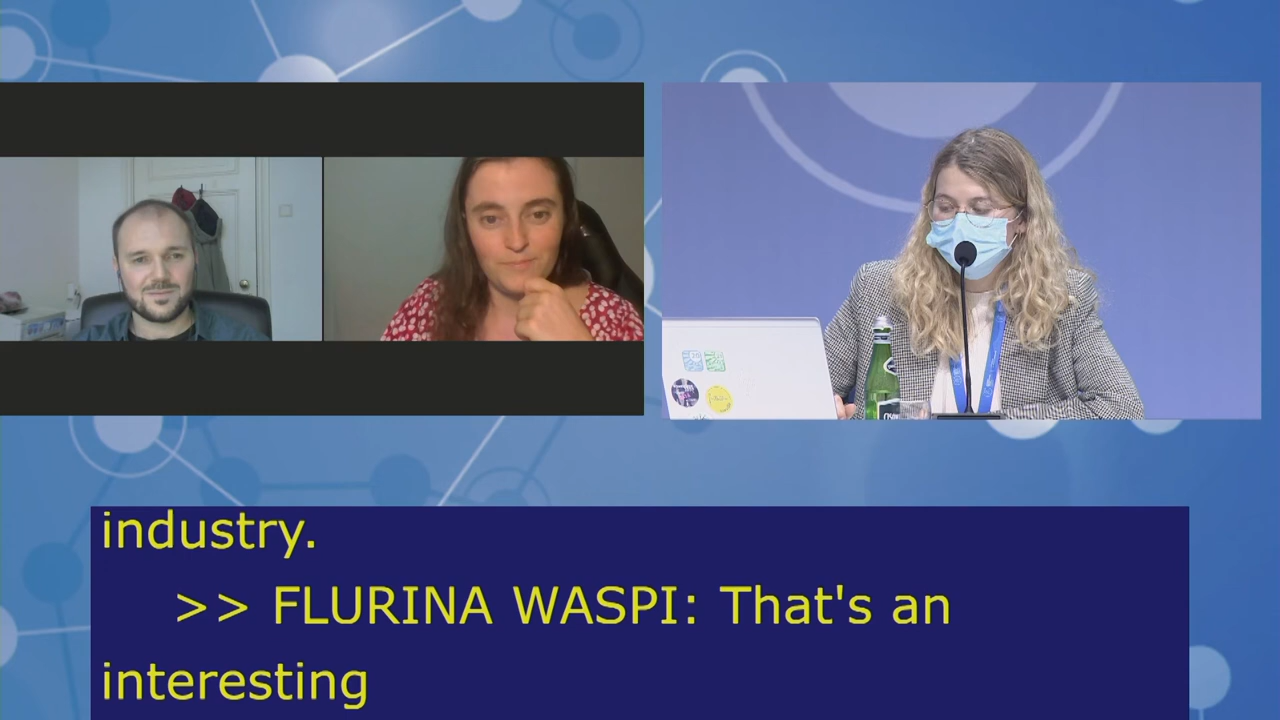 industry.
>> FLURINA WASPI: That's an
interesting